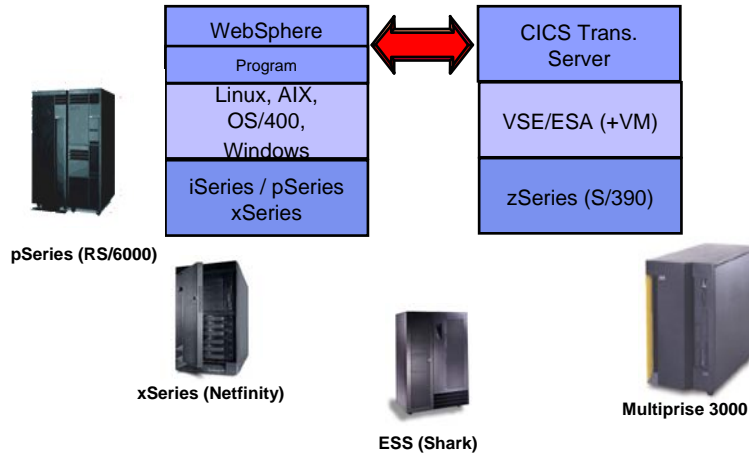 WebSphere
Program
Linux, AIX,
OS/400,
Windows
iSeries / pSeries
xSeries
CICS Trans.
Server
VSE/ESA (+VM)
zSeries (S/390)
pSeries (RS/6000)
xSeries (Netfinity)
ESS (Shark)
Multiprise 3000